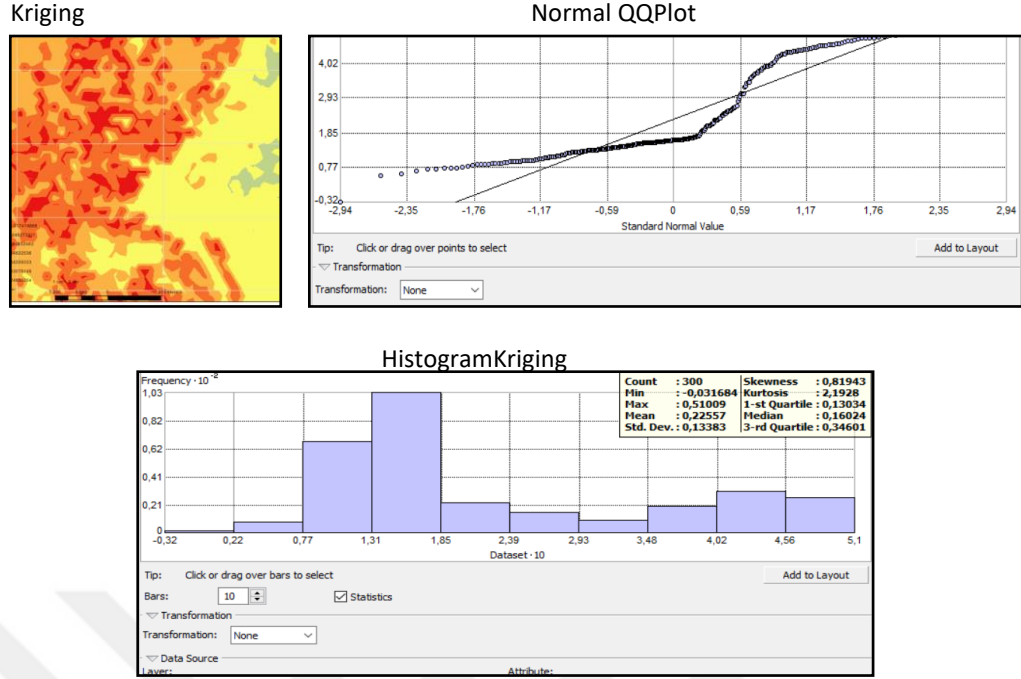 Kriging
Normal QQPlot
4,02
2,93
1,85
0,77
-0,32
-2,94 -2,35 -1,76 -1,17 -0,59 0 0,59 1,17 1,76 2,35 2,94
Standard Normal Value
Tip: Click or drag over points to select
Add to Layout
Transformation
Transformation: None
HistogramKriging
Frequency · 10 -2
1,03
0,82
0,62
0,41
0,21
0
Count : 300 Skewness : 0,81943
Min : -0,031684 Kurtosis : 2,1928
Max : 0,51009 1-st Quartile : 0,13034
Mean : 0,22557 Median : 0,16024
Std. Dev. : 0,13383 3-rd Quartile : 0,34601
-0,32 0,22 0,77 1,31 1,85 2,39 2,93 3,48 4,02 4,56 5,1
Dataset · 10
Tip: Click or drag over bars to select
Add to Layout
Bars: 10 Statistics
Transformation
Transformation: None
Data Source
Layer: Attribute: